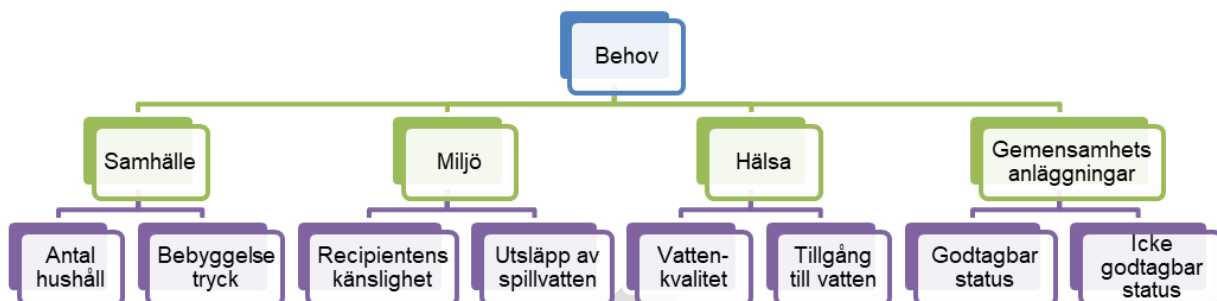 Behov
Samhälle
Miljö
Hälsa
Gemensamhets
anläggningar
Antal
hushåll
Bebyggelse
tryck
Recipientens
känslighet
Utsläpp av
spillvatten
Vatten-
kvalitet
Tillgång
till vatten
Godtagbar
status
Icke
godtagbar
status